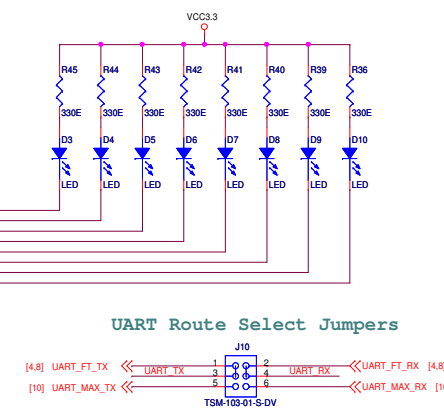 VCC3.3
R45 R44 R43 R42 R41 R40 R39 R36
330E 330E 330E 330E 330E 330E 330E 330E
D3 D4 D5 D6 D7 D8 D9 D10
LED LED LED LED LED LED LED LED
UART Route Select Jumpers
J10
[4,8] UART_FT_TX 1 2 UART_FT_RX [4,8
UART_TX 3 4 UART_RX
[10] UART_MAX_TX 5 6 UART_MAX_RX [10
TSM-103-01-S-DV